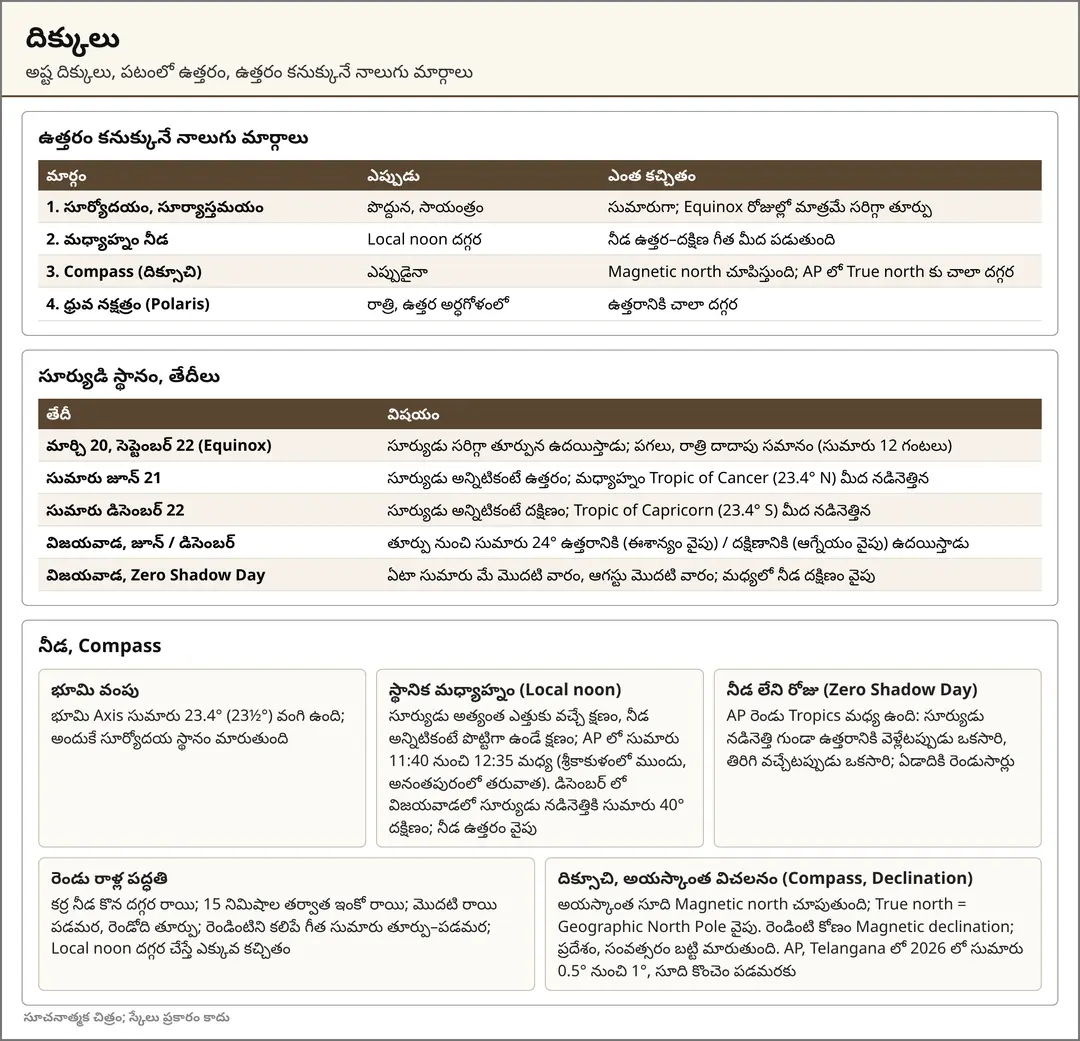 దిక్కులు
అష్ట దిక్కులు, పటంలో ఉత్తరం, ఉత్తరం కనుక్కునే నాలుగు మార్గాలు
ఉత్తరం కనుక్కునే నాలుగు మార్గాలు
మార్గం ఎప్పుడు ఎంత కచ్చితం
1. సూర్యోదయం, సూర్యాస్తమయం పొద్దున, సాయంత్రం సుమారుగా; Equinox రోజుల్లో మాత్రమే సరిగ్గా తూర్పు
2. మధ్యాహ్నం నీడ Local noon దగ్గర నీడ ఉత్తర–దక్షిణ గీత మీద పడుతుంది
3. Compass (దిక్సూచి) ఎప్పుడైనా Magnetic north చూపిస్తుంది; AP లో True north కు చాలా దగ్గర
4. ధ్రువ నక్షత్రం (Polaris) రాత్రి, ఉత్తర అర్ధగోళంలో ఉత్తరానికి చాలా దగ్గర
సూర్యుడి స్థానం, తేదీలు
తేదీ విషయం
మార్చి 20, సెప్టెంబర్ 22 (Equinox) సూర్యుడు సరిగ్గా తూర్పున ఉదయిస్తాడు; పగలు, రాత్రి దాదాపు సమానం (సుమారు 12 గంటలు)
సుమారు జూన్ 21 సూర్యుడు అన్నిటికంటే ఉత్తరం; మధ్యాహ్నం Tropic of Cancer (23.4° N) మీద నడినెత్తిన
సుమారు డిసెంబర్ 22 సూర్యుడు అన్నిటికంటే దక్షిణం; Tropic of Capricorn (23.4° S) మీద నడినెత్తిన
విజయవాడ, జూన్ / డిసెంబర్ తూర్పు నుంచి సుమారు 24° ఉత్తరానికి (ఈశాన్యం వైపు) / దక్షిణానికి (ఆగ్నేయం వైపు) ఉదయిస్తాడు
విజయవాడ, Zero Shadow Day ఏటా సుమారు మే మొదటి వారం, ఆగస్టు మొదటి వారం; మధ్యలో నీడ దక్షిణం వైపు
నీడ, Compass
భూమి వంపు
భూమి Axis సుమారు 23.4° (23½°) వంగి ఉంది;
అందుకే సూర్యోదయ స్థానం మారుతుంది
స్థానిక మధ్యాహ్నం (Local noon)
సూర్యుడు అత్యంత ఎత్తుకు వచ్చే క్షణం, నీడ
అన్నిటికంటే పొట్టిగా ఉండే క్షణం; AP లో సుమారు
11:40 నుంచి 12:35 మధ్య (శ్రీకాకుళంలో ముందు,
అనంతపురంలో తరువాత). డిసెంబర్ లో
విజయవాడలో సూర్యుడు నడినెత్తికి సుమారు 40°
దక్షిణం; నీడ ఉత్తరం వైపు
నీడ లేని రోజు (Zero Shadow Day)
AP రెండు Tropics మధ్య ఉంది: సూర్యుడు
నడినెత్తి గుండా ఉత్తరానికి వెళ్లేటప్పుడు ఒకసారి,
తిరిగి వచ్చేటప్పుడు ఒకసారి; ఏడాదికి రెండుసార్లు
రెండు రాళ్ల పద్ధతి
కర్ర నీడ కొన దగ్గర రాయి; 15 నిమిషాల తర్వాత ఇంకో రాయి; మొదటి రాయి
పడమర, రెండోది తూర్పు; రెండింటిని కలిపే గీత సుమారు తూర్పు–పడమర;
Local noon దగ్గర చేస్తే ఎక్కువ కచ్చితం
దిక్సూచి, అయస్కాంత విచలనం (Compass, Declination)
అయస్కాంత సూది Magnetic north చూపుతుంది; True north =
Geographic North Pole వైపు. రెండింటి కోణం Magnetic declination;
ప్రదేశం, సంవత్సరం బట్టి మారుతుంది. AP, Telangana లో 2026 లో సుమారు
0.5° నుంచి 1°, సూది కొంచెం పడమరకు
సూచనాత్మక చిత్రం; స్కేలు ప్రకారం కాదు